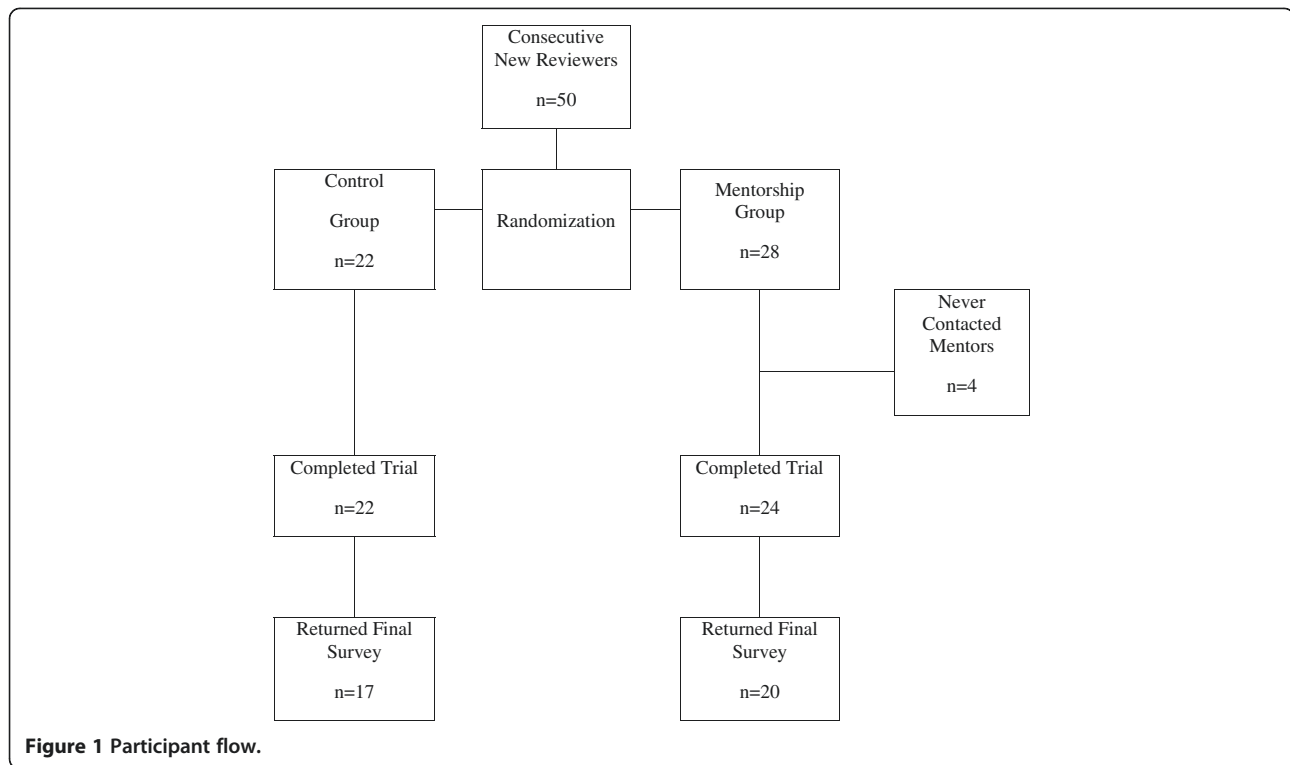 Consecutive
New Reviewers
n=50
Control
Group
n=22
Randomization
Mentorship
Group
n=28
Never
Contacted
Mentors
n=4
Completed Trial
n=22
Completed Trial
n=24
Returned Final
Survey
n=17
Returned Final
Survey
n=20
Figure 1 Participant flow.